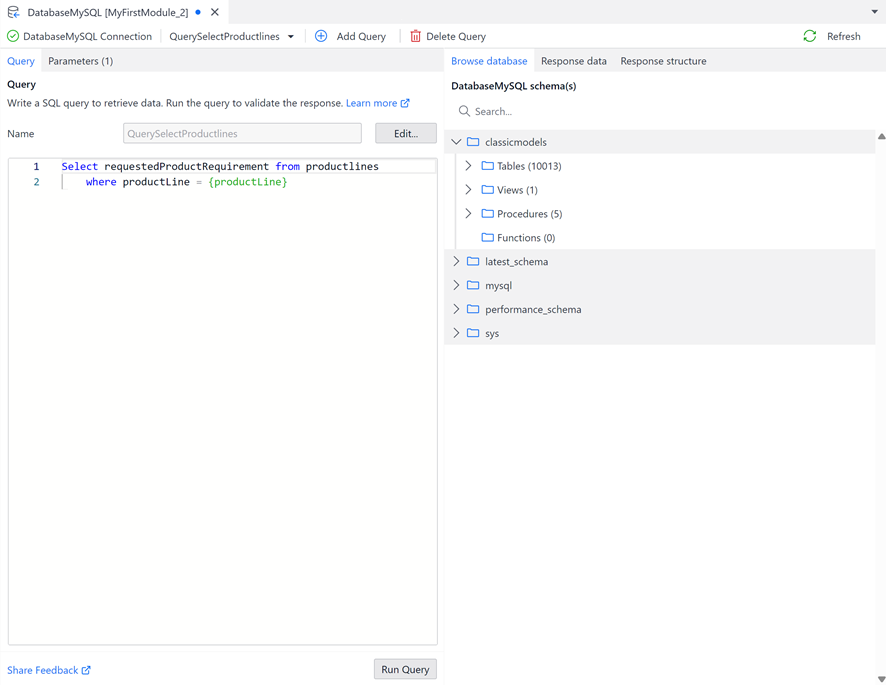 DatabaseMySQL [MyFirstModule_2]
DatabaseMySQL Connection QuerySelectProductlines Add Query Delete Query Refresh
Query Parameters (1)
Query
Write a SQL query to retrieve data. Run the query to validate the response. Learn more
Name QuerySelectProductlines Edit...
1 Select requestedProductRequirement from productlines
2 where productLine = {productLine}
Share Feedback Run Query
Browse database Response data Response structure
DatabaseMySQL schema(s)
Search...
classicmodels
Tables (10013)
Views (1)
Procedures (5)
Functions (0)
latest_schema
mysql
performance_schema
sys